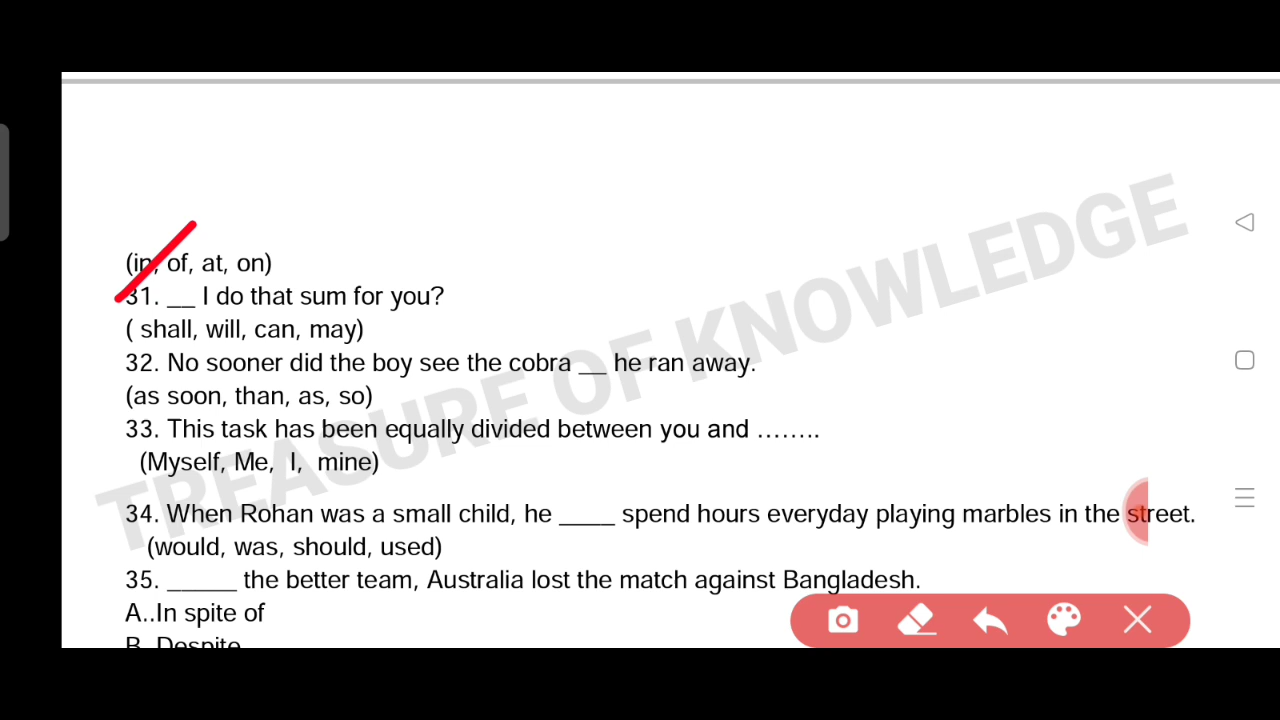 (in, of, at, on)
31. __ I do that sum for you?
( shall, will, can, may)
32. No sooner did the boy see the cobra __ he ran away.
(as soon, than, as, so)
33. This task has been equally divided between you and ……..
(Myself, Me, I, mine)
34. When Rohan was a small child, he ____ spend hours everyday playing marbles in the street.
(would, was, should, used)
35. _____ the better team, Australia lost the match against Bangladesh.
A..In spite of
B. Despite
TREASURE OF KNOWLEDGE